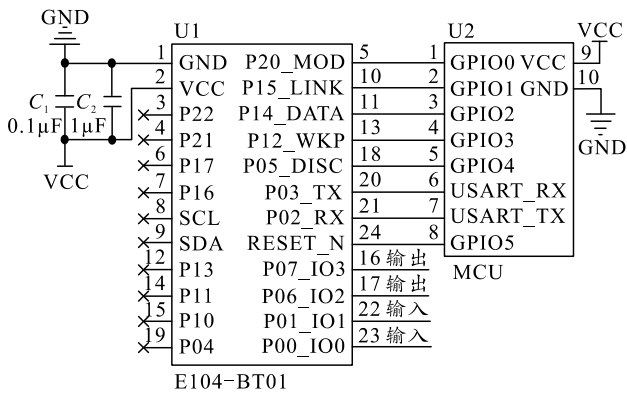 GND U1 U2 VCC
1 GND P20_MOD 5 1 GPIO0 VCC 9
2 VCC P15_LINK 10 2 GPIO1 GND 10
C1 C2 3 P22 P14_DATA 11 3 GPIO2
0.1μF 1μF 4 P21 P12_WKP 13 4 GPIO3 GND
6 P17 P05_DISC 18 5 GPIO4
VCC 7 P16 P03_TX 20 6 USART_RX
8 SCL P02_RX 21 7 USART_TX
9 SDA RESET_N 24 8 GPIO5
12 P13 P07_IO3 16 输出 MCU
14 P11 P06_IO2 17 输出
15 P10 P01_IO1 22 输入
19 P04 P00_IO0 23 输入
E104-BT01